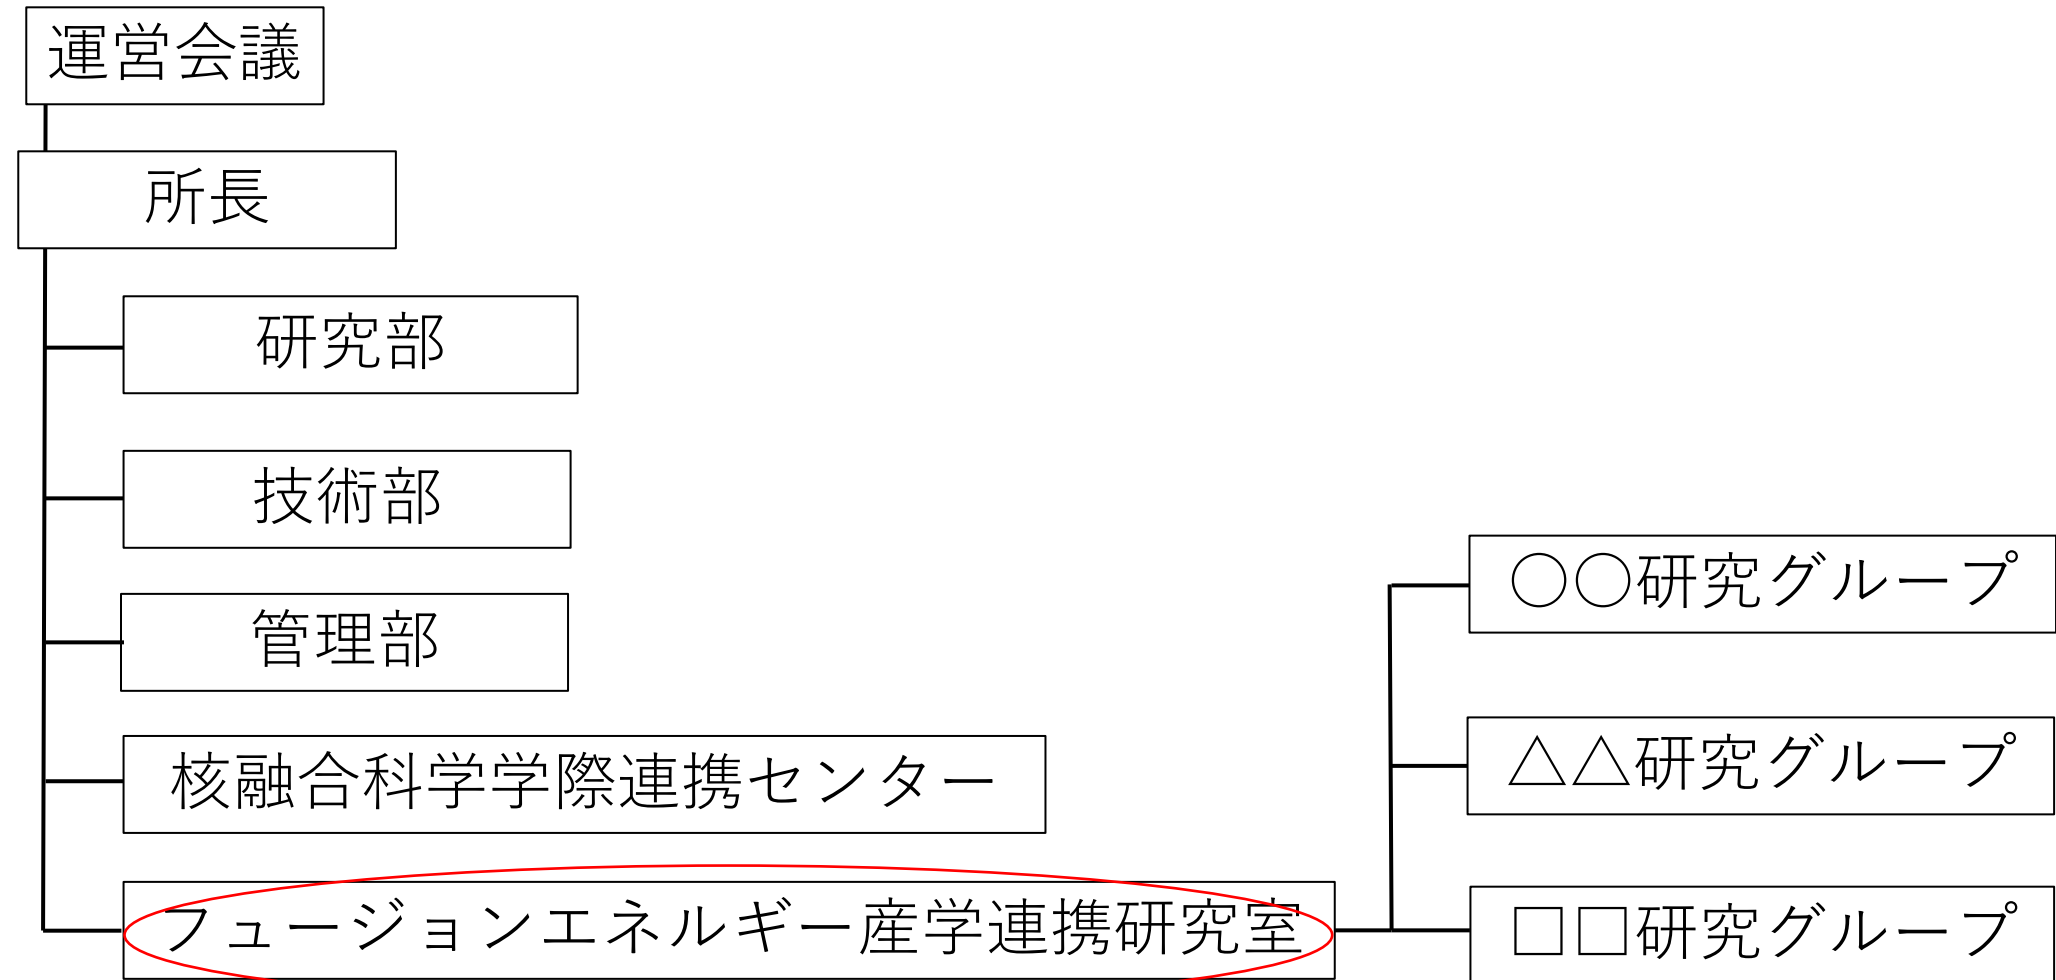 運営会議
所長
研究部
技術部
管理部
核融合科学学際連携センター
フュージョンエネルギー産学連携研究室
〇〇研究グループ
△△研究グループ
□□研究グループ